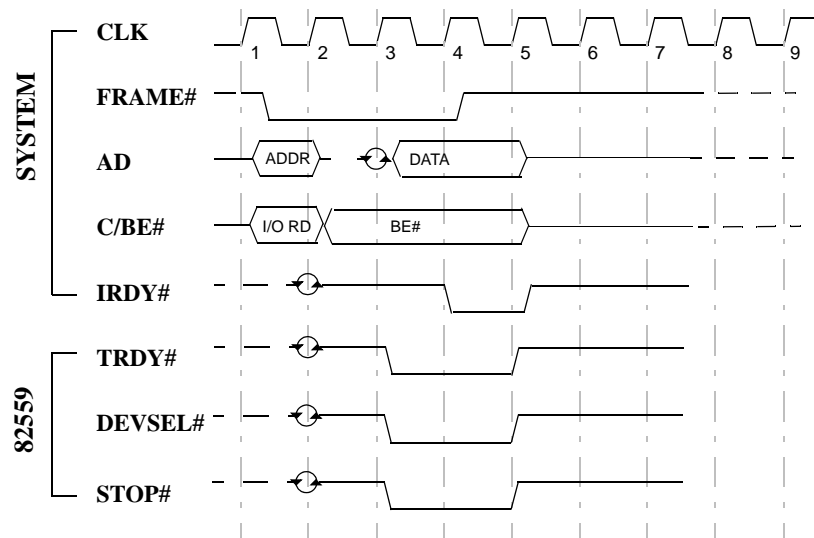 SYSTEM
CLK
1 2 3 4 5 6 7 8 9
FRAME#
AD
ADDR DATA
C/BE#
I/O RD BE#
IRDY#
82559
TRDY#
DEVSEL#
STOP#